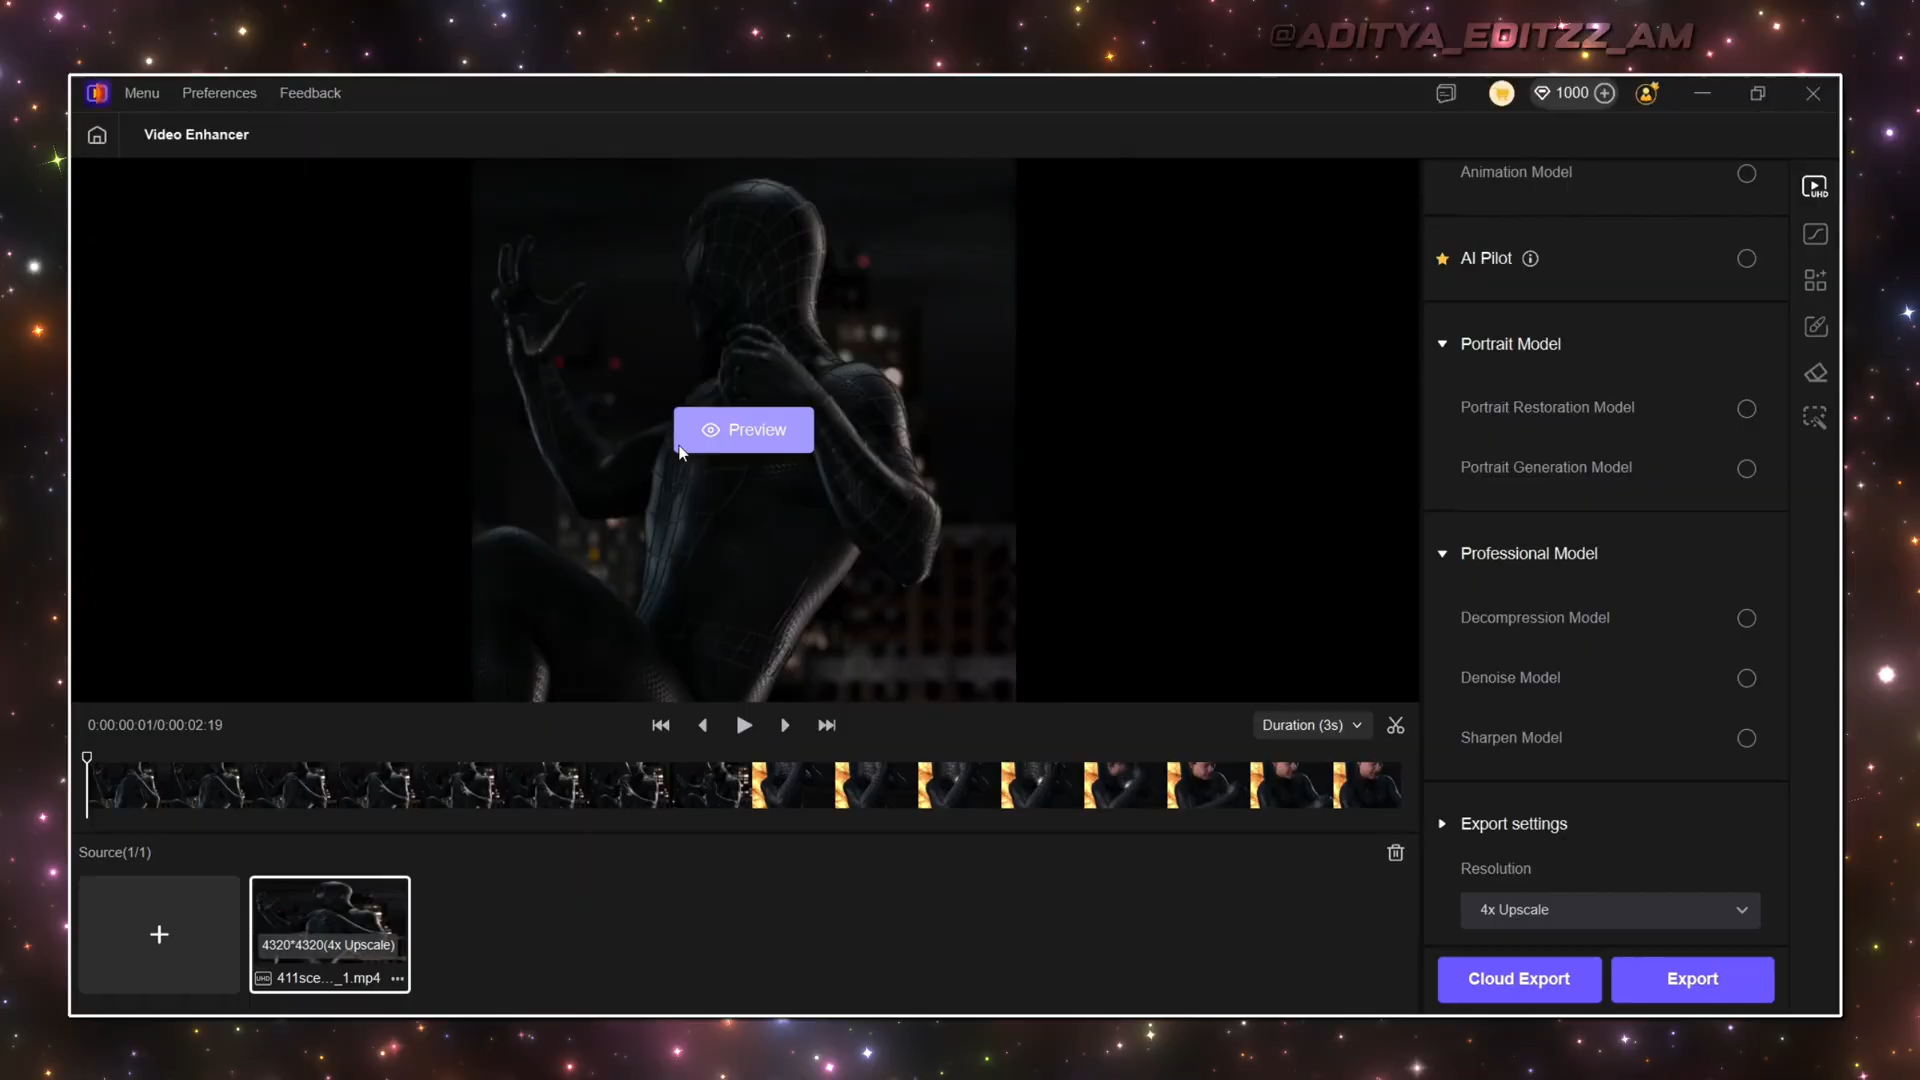 @ADITYA_EDITZZ_AM
Menu Preferences Feedback
1000
Video Enhancer
Animation Model
UHD
AI Pilot
Portrait Model
Portrait Restoration Model
Preview
Portrait Generation Model
Professional Model
Decompression Model
Denoise Model
0:00:00:01/0:00:02:19
Duration (3s)
Sharpen Model
Export settings
Source(1/1)
Resolution
4x Upscale
4320*4320(4x Upscale)
UHD 411sce..._1.mp4 •••
Cloud Export Export